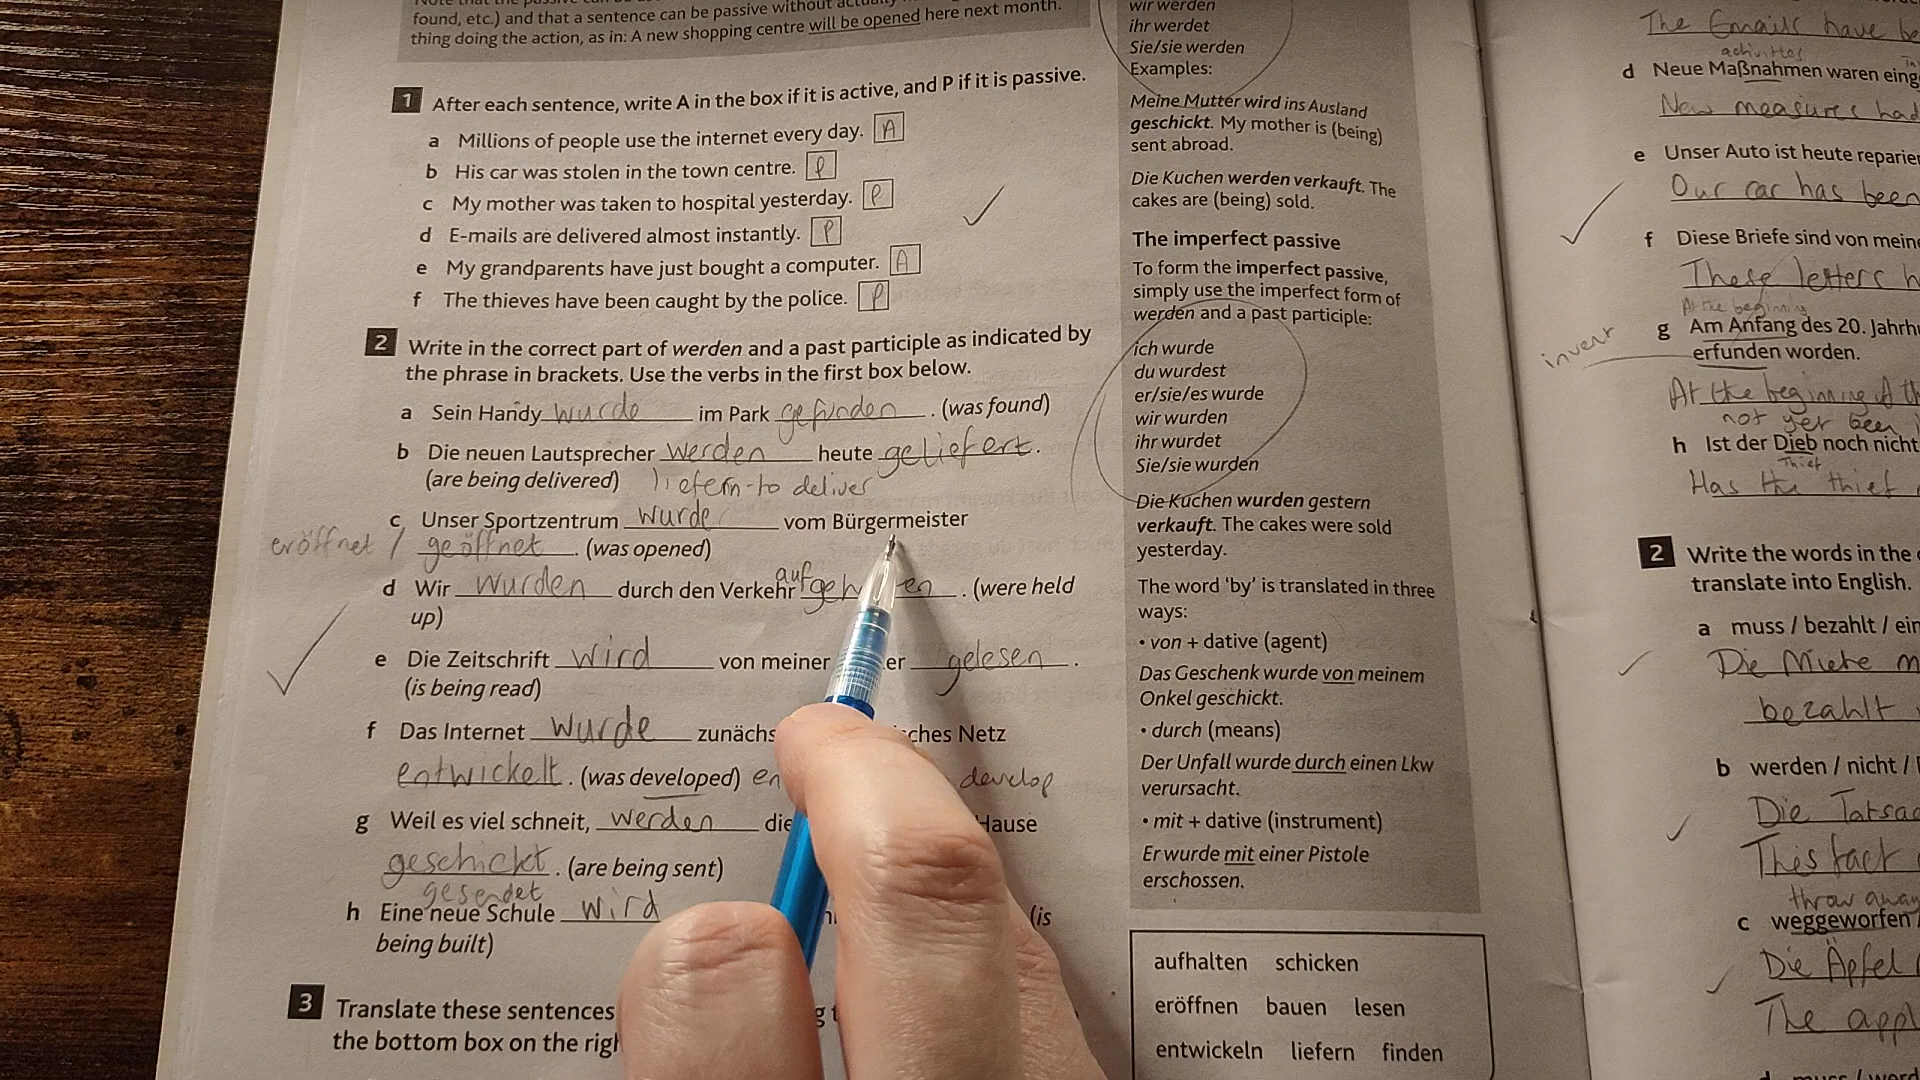 found, etc.) and that a sentence can be passive without
thing doing the action, as in: A new shopping centre will be opened here next month.
1 After each sentence, write A in the box if it is active, and P if it is passive.
a Millions of people use the internet every day. A
b His car was stolen in the town centre. P
c My mother was taken to hospital yesterday. P
d E-mails are delivered almost instantly. P
e My grandparents have just bought a computer. A
f The thieves have been caught by the police. P
2 Write in the correct part of werden and a past participle as indicated by
the phrase in brackets. Use the verbs in the first box below.
a Sein Handy wurde im Park gefunden. (was found)
b Die neuen Lautsprecher werden heute geliefert.
(are being delivered) liefern-to deliver
c Unser Sportzentrum wurde vom Bürgermeister
eröffnet / geöffnet. (was opened)
d Wir wurden durch den Verkehr auf . (were held
up)
e Die Zeitschrift wird von meiner gelesen.
(is being read)
f Das Internet wurde Netz
entwickelt. (was developed) develop
g Weil es viel schneit, werden Hause
geschickt. (are being sent)
gesendet
h Eine neue Schule wird (is
being built)
3 Translate these sentences
the bottom box on the
wir werden
ihr werdet
Sie/sie werden
Examples:
Meine Mutter wird ins Ausland
geschickt. My mother is (being)
sent abroad.
Die Kuchen werden verkauft. The
cakes are (being) sold.
The imperfect passive
To form the imperfect passive,
simply use the imperfect form of
werden and a past participle:
ich wurde
du wurdest
er/sie/es wurde
wir wurden
ihr wurdet
Sie/sie wurden
Die Kuchen wurden gestern
verkauft. The cakes were sold
yesterday.
The word 'by' is translated in three
ways:
• von + dative (agent)
Das Geschenk wurde von meinem
Onkel geschickt.
• durch (means)
Der Unfall wurde durch einen Lkw
verursacht.
• mit + dative (instrument)
Er wurde mit einer Pistole
erschossen.
aufhalten schicken
eröffnen bauen lesen
entwickeln liefern finden
The Emails have
activities
d Neue Maßnahmen waren
New measures had
e Unser Auto ist heute
Our car has been
f Diese Briefe sind von
These letters
At the beginning
invent g Am Anfang des 20.
erfunden worden.
At the beginning of
not yet been
h Ist der Dieb noch nicht
Thief
Has the thief
2 Write the words in the
translate into English.
a muss / bezahlt /
Die Miete
bezahlt
b werden / nicht /
Die
This fact
throw away
c weggeworfen
Die Äpfel
The